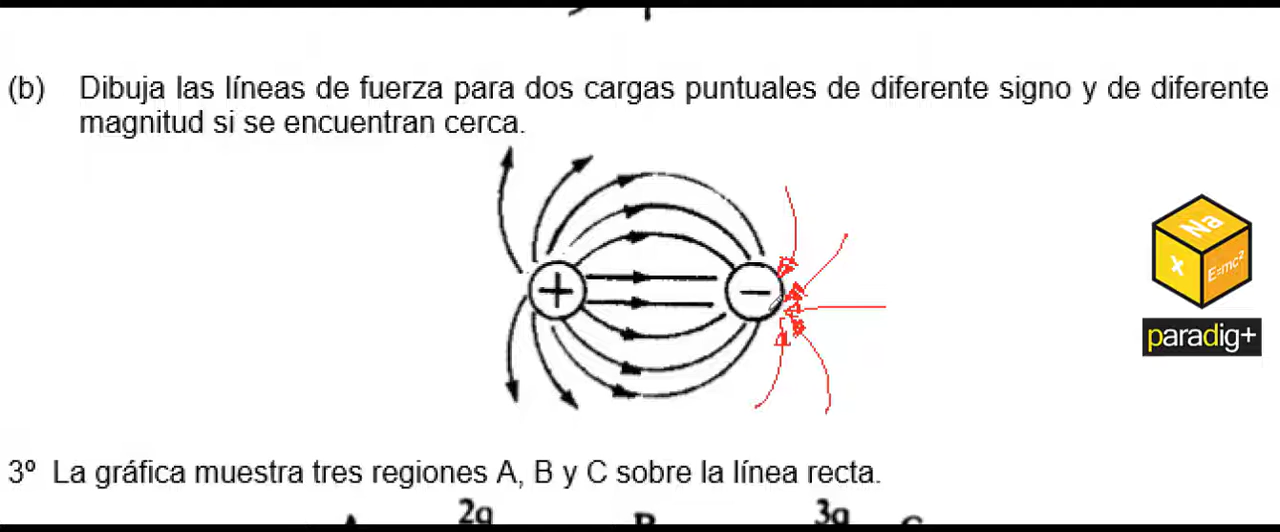 (b) Dibuja las líneas de fuerza para dos cargas puntuales de diferente signo y de diferente
magnitud si se encuentran cerca.
+
−
Na
x
E=mc²
paradig+
3º La gráfica muestra tres regiones A, B y C sobre la línea recta.
2q
3q